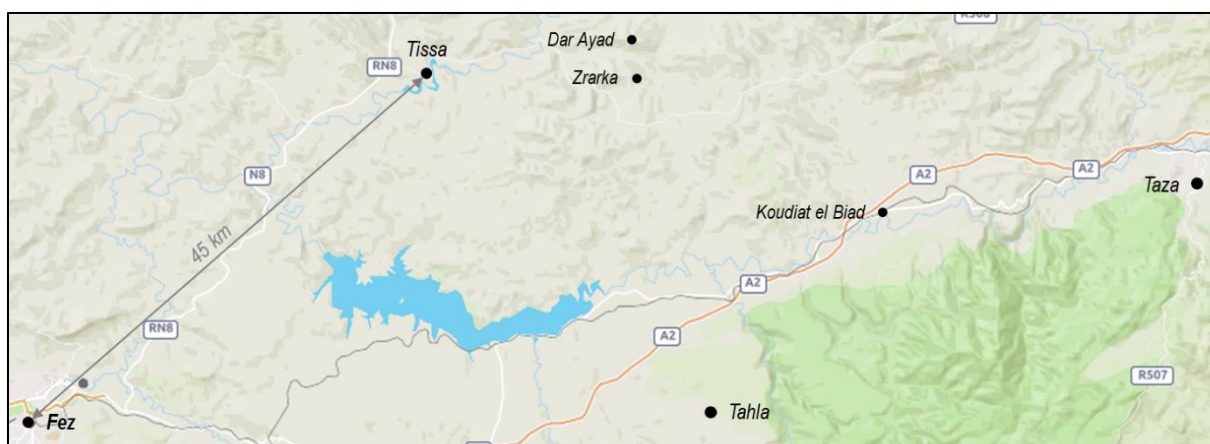 R508
Dar Ayad
Tissa
RN8
Zrarka
A2
A2
Taza
N8
Koudiat el Biad
45 km
A2
RN8
A2
R507
Tahla
Fez